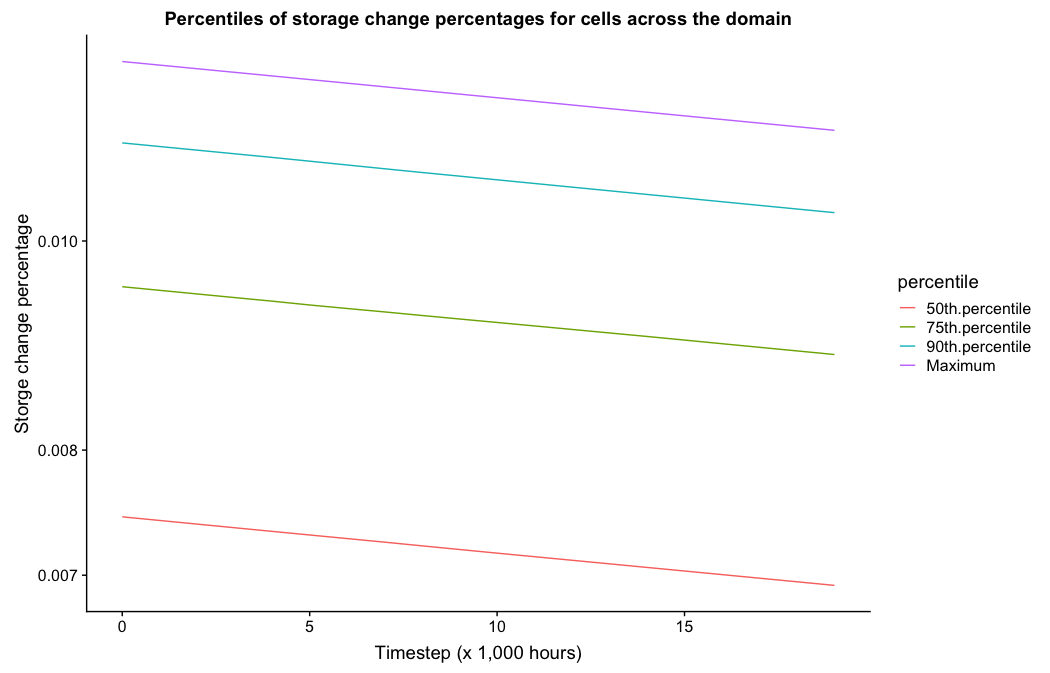 Percentiles of storage change percentages for cells across the domain
Storge change percentage
0.010
0.008
0.007
0
5
10
15
Timestep (x 1,000 hours)
percentile
50th.percentile
75th.percentile
90th.percentile
Maximum